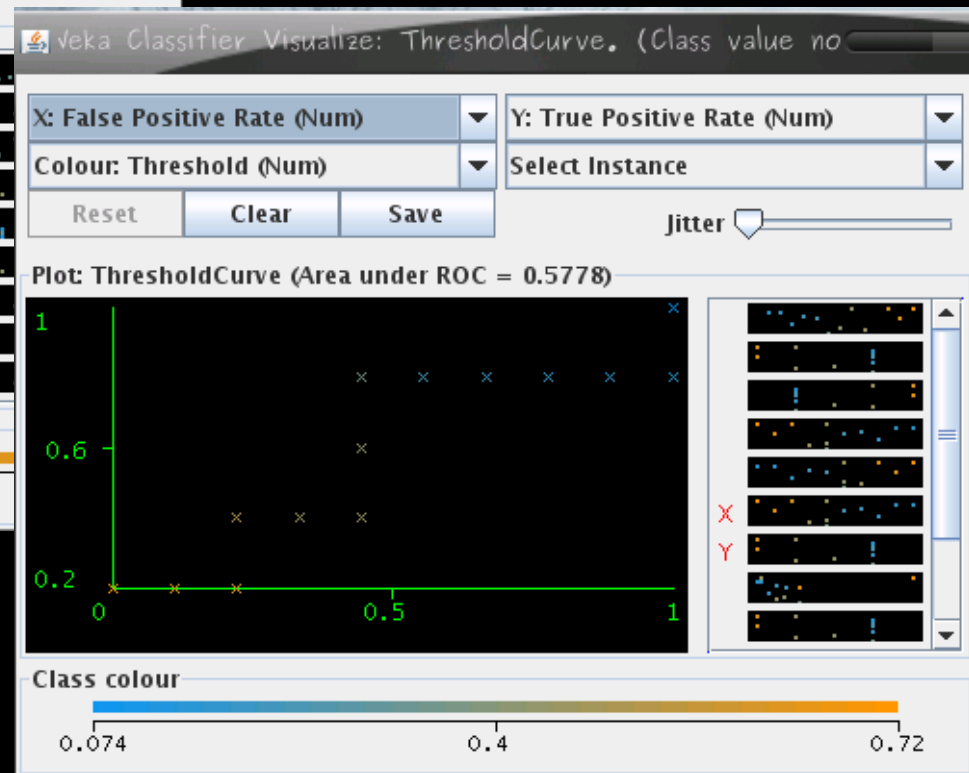 Weka Classifier Visualize: ThresholdCurve. (Class value no
X: False Positive Rate (Num)
Y: True Positive Rate (Num)
Colour: Threshold (Num)
Select Instance
Reset
Clear
Save
Jitter
Plot: ThresholdCurve (Area under ROC = 0.5778)
1
0.6
0.2
0
0.5
1
X
Y
Class colour
0.074
0.4
0.72